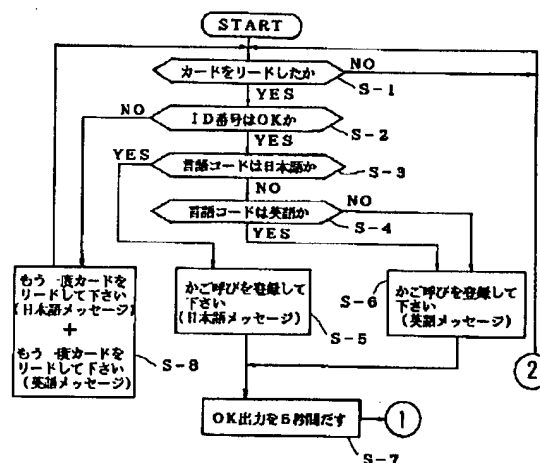 START
カードをリードしたか
NO
S-1
YES
NO
ID番号はOKか
S-2
YES
YES
言語コードは日本語か
S-3
NO
言語コードは英語か
NO
S-4
YES
もう一度カードを
リードして下さい
(日本語メッセージ)
+
もう一度カードを
リードして下さい
(英語メッセージ)
S-8
かご呼びを登録して
下さい
(日本語メッセージ)
S-5
S-6
かご呼びを登録して
下さい
(英語メッセージ)
2
OK出力を5秒間だす
1
S-7